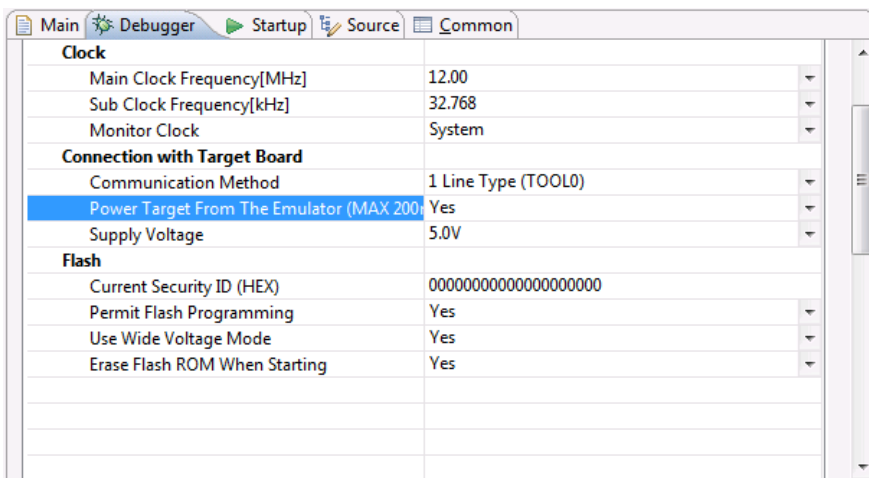 Main Debugger Startup Source Common
Clock
Main Clock Frequency[MHz] 12.00
Sub Clock Frequency[kHz] 32.768
Monitor Clock System
Connection with Target Board
Communication Method 1 Line Type (TOOL0)
Power Target From The Emulator (MAX 200 Yes
Supply Voltage 5.0V
Flash
Current Security ID (HEX) 00000000000000000000
Permit Flash Programming Yes
Use Wide Voltage Mode Yes
Erase Flash ROM When Starting Yes